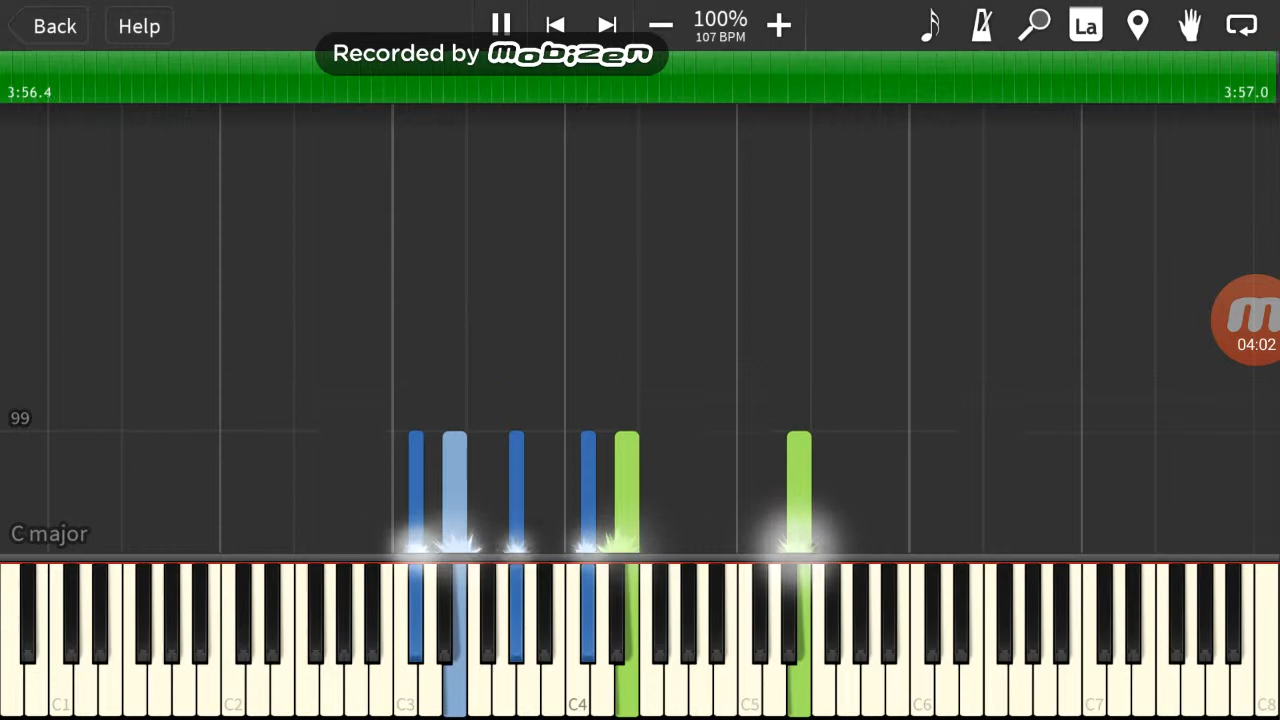 Back
Help
100%
107 BPM
La
Recorded by mobizen
3:56.4
3:57.0
m
04:02
99
C major
C1
C2
C3
C4
C5
C6
C7
C8